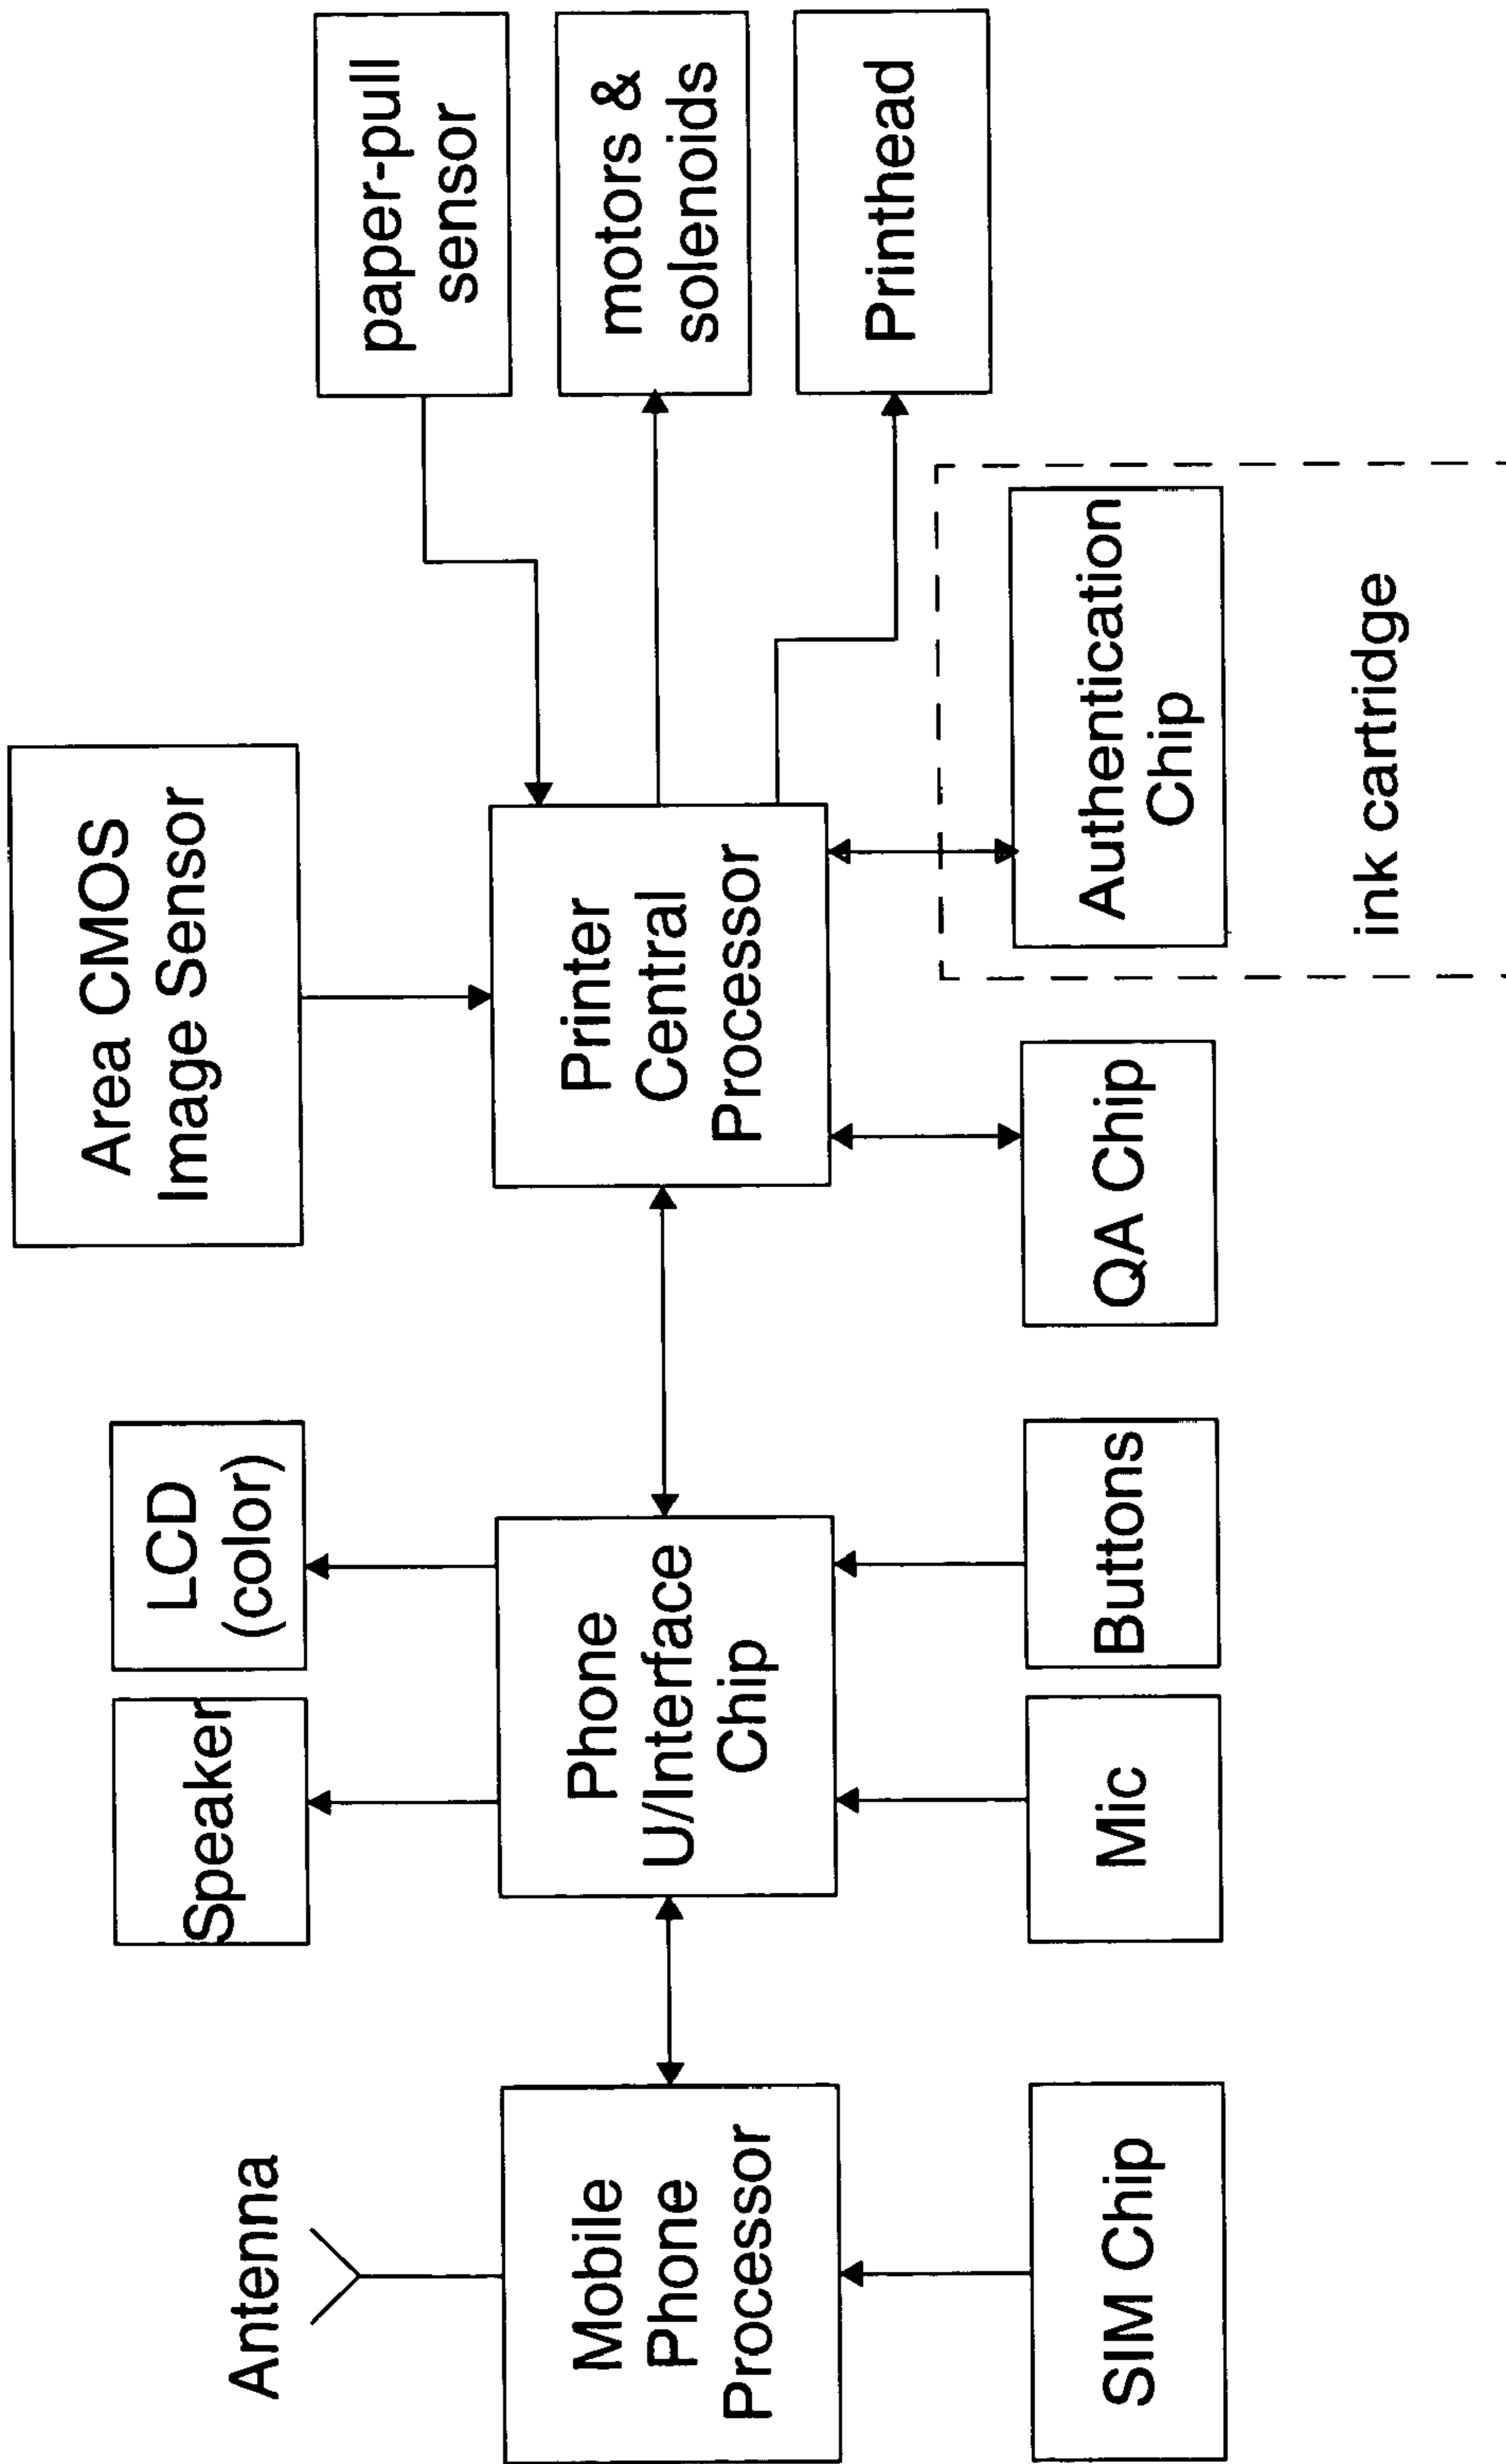 Antenna
Mobile
Phone
Processor
SIM Chip
Speaker
LCD
(color)
Phone
U/Interface
Chip
Mic
Buttons
Area CMOS
Image Sensor
Printer
Central
Processor
QA Chip
Authentication
Chip
ink cartridge
paper-pull
sensor
motors &
solenoids
Printhead